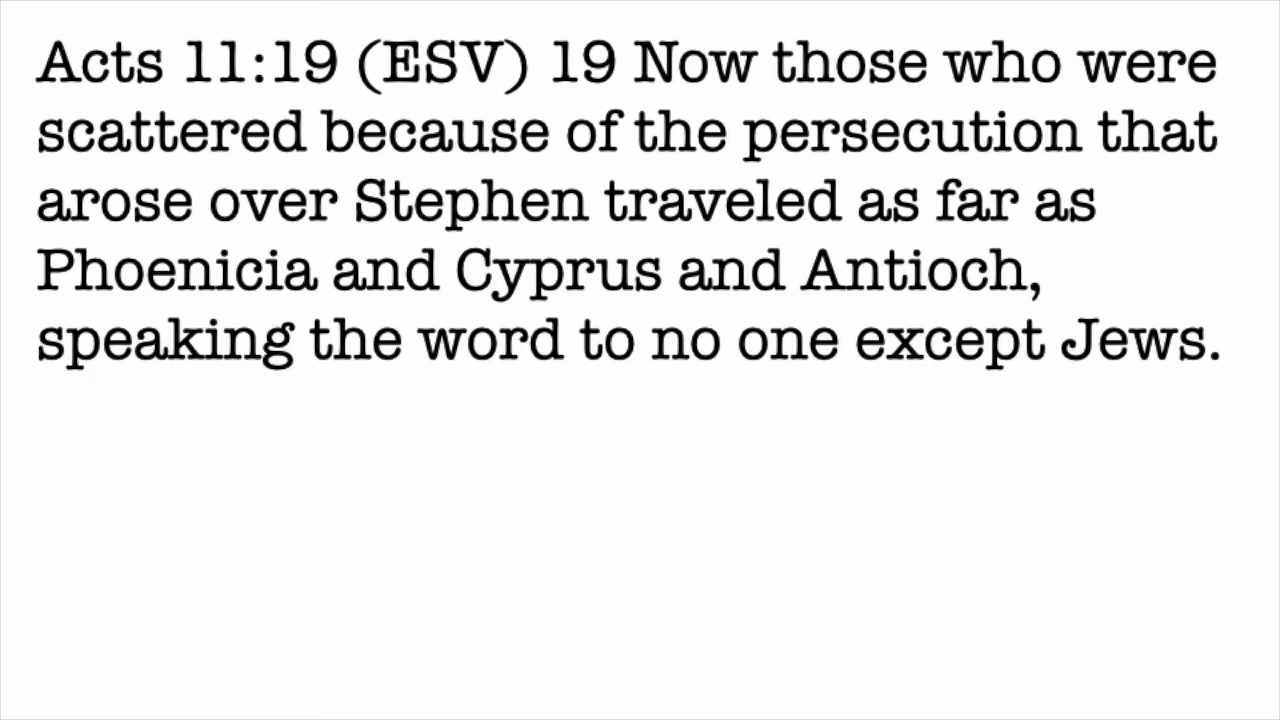 Acts 11:19 (ESV) 19 Now those who were
scattered because of the persecution that
arose over Stephen traveled as far as
Phoenicia and Cyprus and Antioch,
speaking the word to no one except Jews.